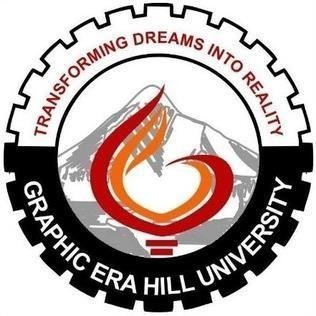 TRANSFORMING DREAMS INTO REALITY
GRAPHIC ERA HILL UNIVERSITY